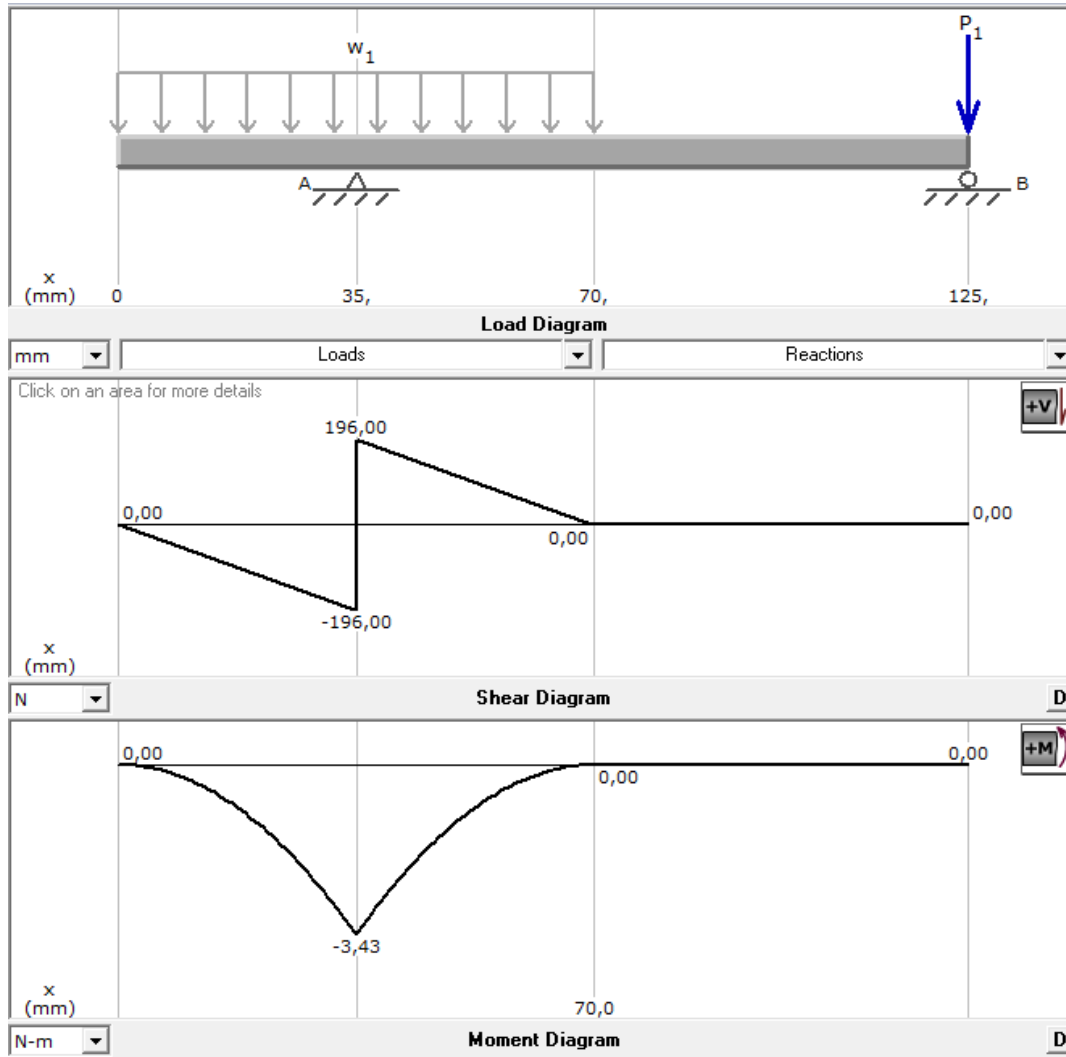 P1
w1
A
B
x
(mm)
0
35,
70,
125,
Load Diagram
mm
Loads
Reactions
Click on an area for more details
+V
196,00
0,00
0,00
0,00
-196,00
x
(mm)
N
Shear Diagram
D
0,00
0,00
+M
0,00
-3,43
x
(mm)
70,0
N-m
Moment Diagram
D